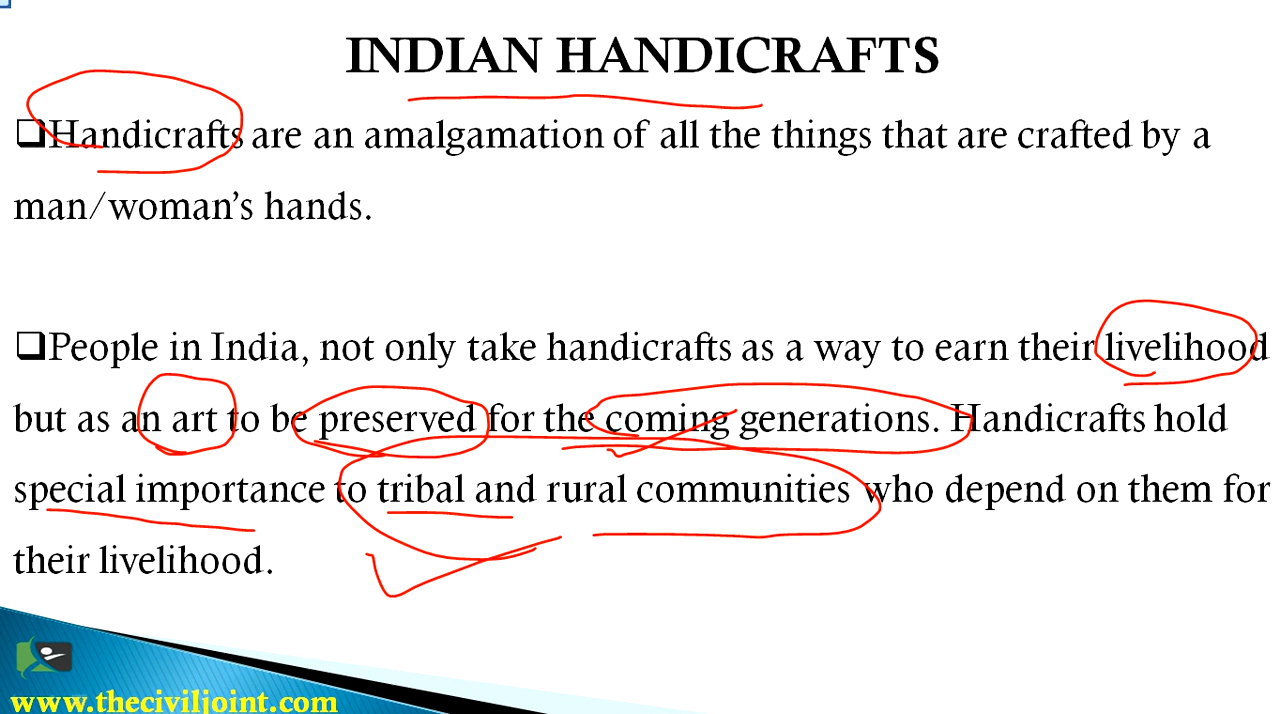 INDIAN HANDICRAFTS
❑Handicrafts are an amalgamation of all the things that are crafted by a
man/woman’s hands.
❑People in India, not only take handicrafts as a way to earn their livelihood
but as an art to be preserved for the coming generations. Handicrafts hold
special importance to tribal and rural communities who depend on them for
their livelihood.
www.theciviljoint.com